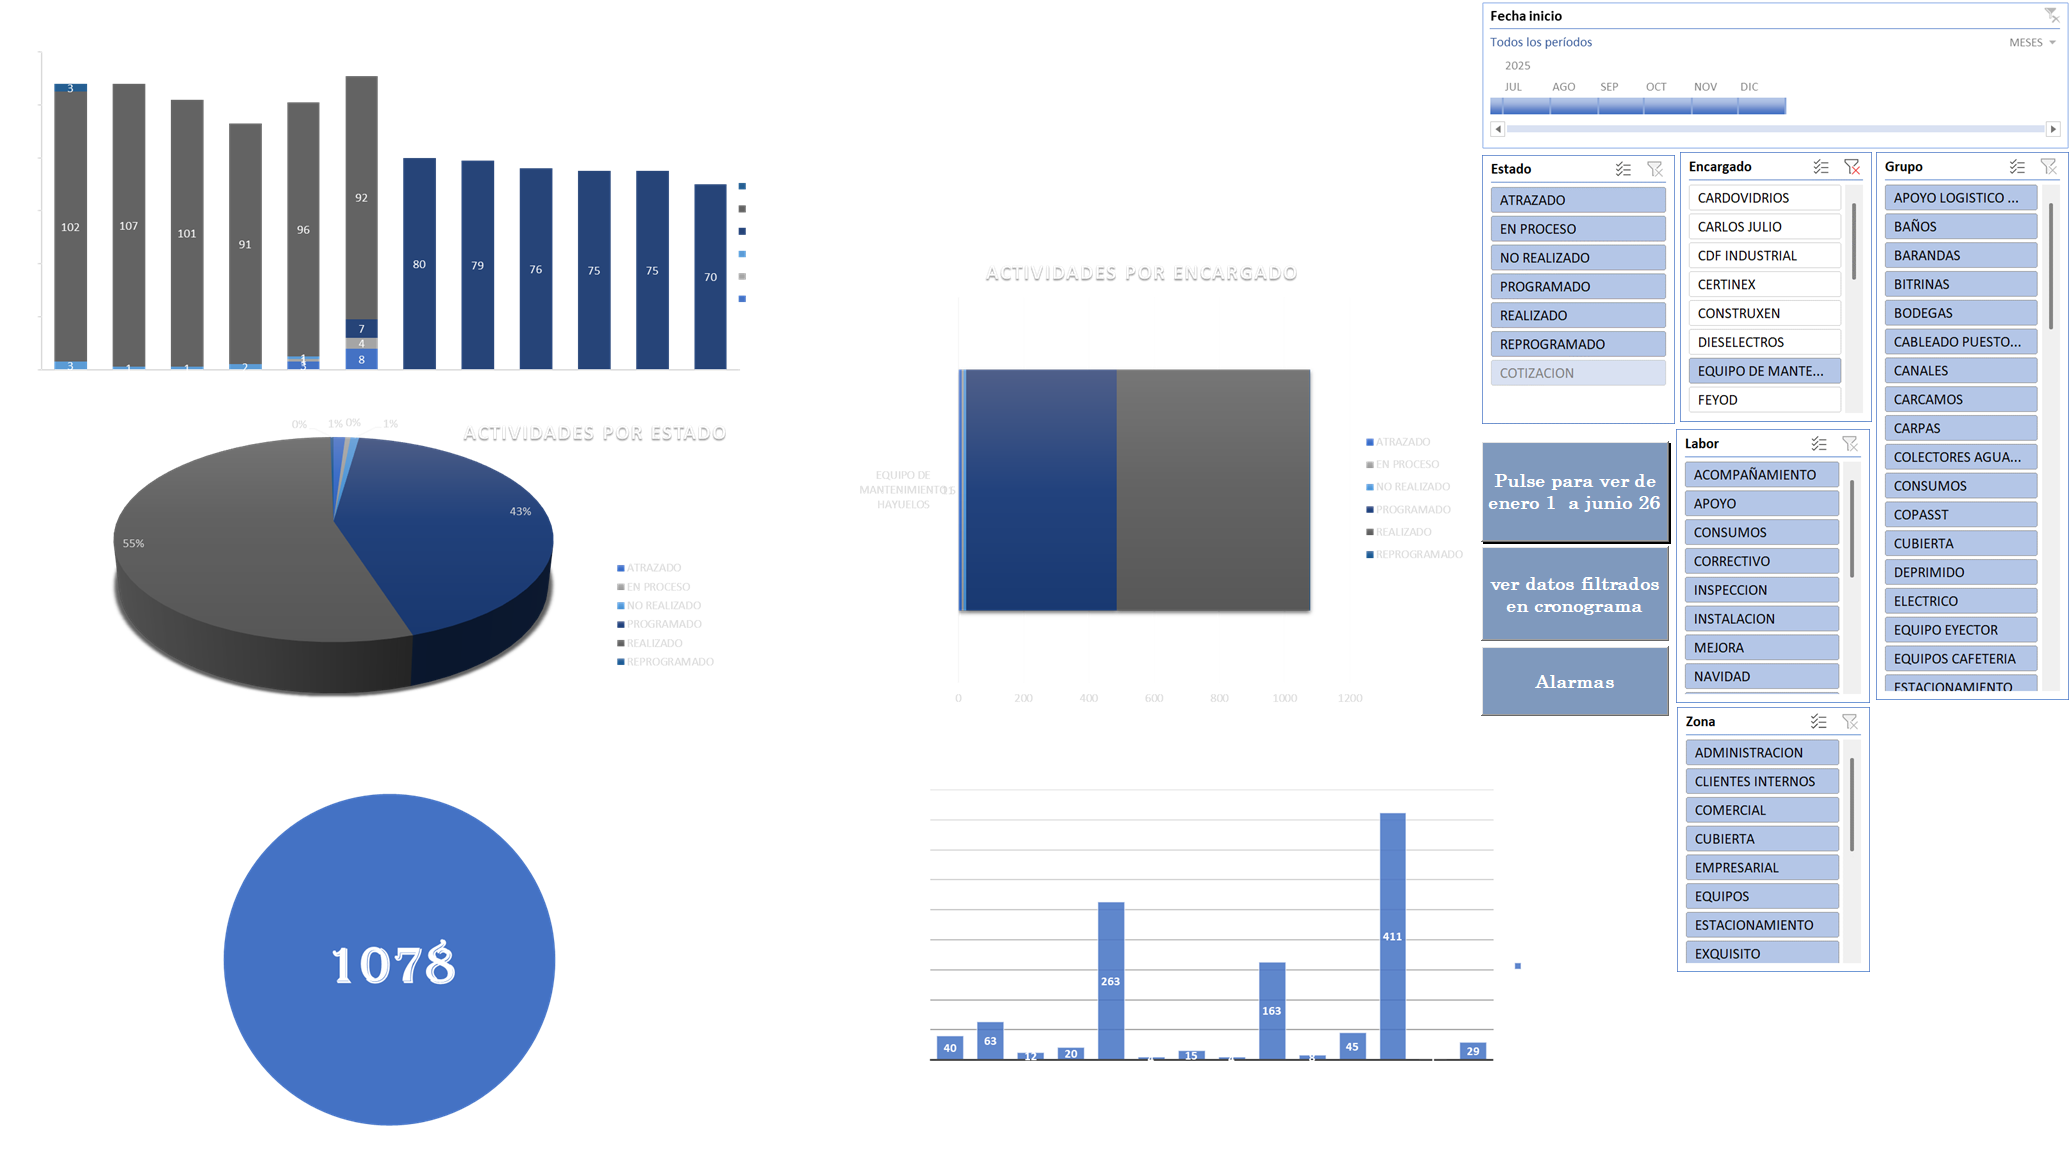 3
102
107
101
91
96
92
7
4
8
80
79
76
75
75
70
3
1
1
2
1
3
0%
1%
0%
1%
ACTIVIDADES POR ESTADO
43%
55%
ATRAZADO
EN PROCESO
NO REALIZADO
PROGRAMADO
REALIZADO
REPROGRAMADO
1078
ACTIVIDADES POR ENCARGADO
EQUIPO DE
MANTENIMIENTO
HAYUELOS
ATRAZADO
EN PROCESO
NO REALIZADO
PROGRAMADO
REALIZADO
REPROGRAMADO
0 200 400 600 800 1000 1200
40
63
12
20
263
4
15
4
163
8
45
411
29
Fecha inicio
Todos los períodos
MESES
2025
JUL AGO SEP OCT NOV DIC
Estado
ATRAZADO
EN PROCESO
NO REALIZADO
PROGRAMADO
REALIZADO
REPROGRAMADO
COTIZACION
Encargado
CARDOVIDRIOS
CARLOS JULIO
CDF INDUSTRIAL
CERTINEX
CONSTRUXEN
DIESELECTROS
EQUIPO DE MANTE...
FEYOD
Grupo
APOYO LOGISTICO ...
BAÑOS
BARANDAS
BITRINAS
BODEGAS
CABLEADO PUESTO...
CANALES
CARCAMOS
CARPAS
COLECTORES AGUA...
CONSUMOS
COPASST
CUBIERTA
DEPRIMIDO
ELECTRICO
EQUIPO EYECTOR
EQUIPOS CAFETERIA
ESTACIONAMIENTO
Pulse para ver de
enero 1 a junio 26
ver datos filtrados
en cronograma
Alarmas
Labor
ACOMPAÑAMIENTO
APOYO
CONSUMOS
CORRECTIVO
INSPECCION
INSTALACION
MEJORA
NAVIDAD
Zona
ADMINISTRACION
CLIENTES INTERNOS
COMERCIAL
CUBIERTA
EMPRESARIAL
EQUIPOS
ESTACIONAMIENTO
EXQUISITO